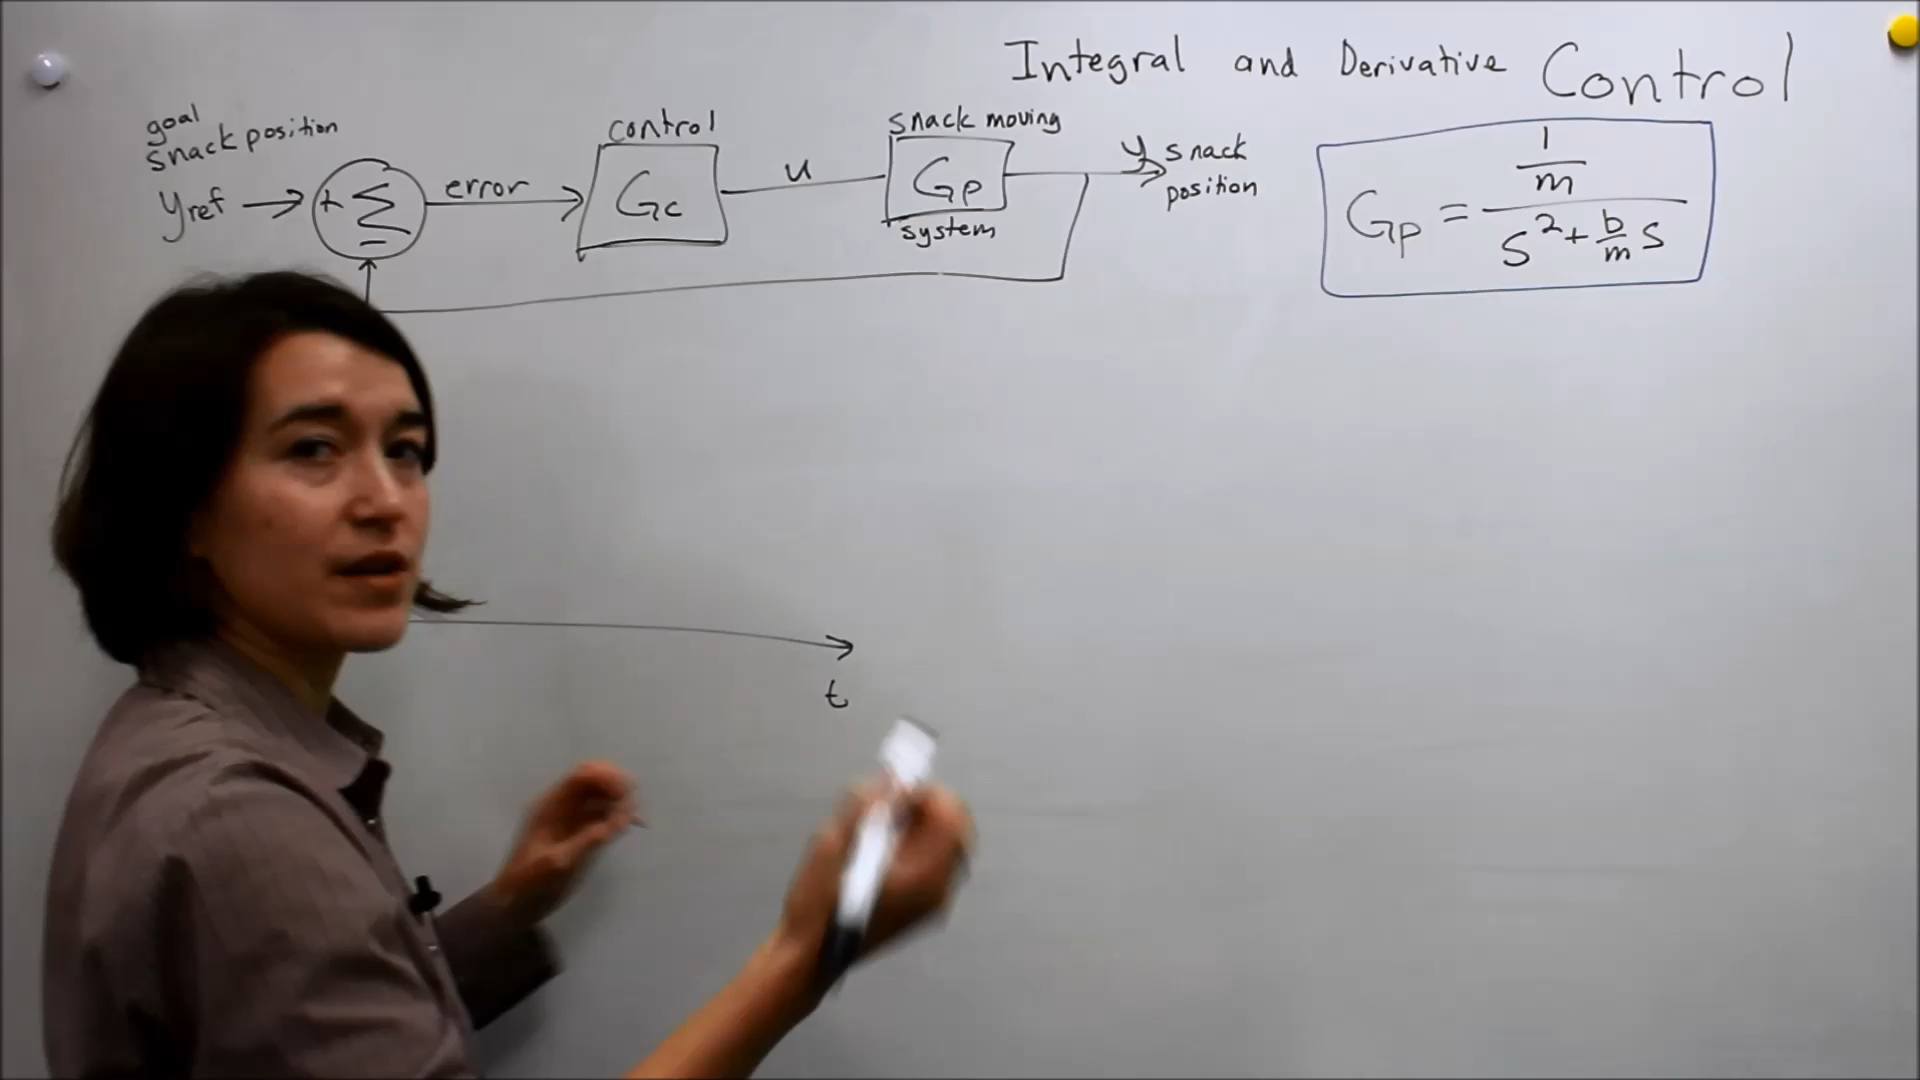 Integral and Derivative Control
goal
snack position
yref
+ Σ
−
error
control
Gc
u
snack moving
Gp
system
y snack
position
Gp = 1/m / s² + b/m s
t